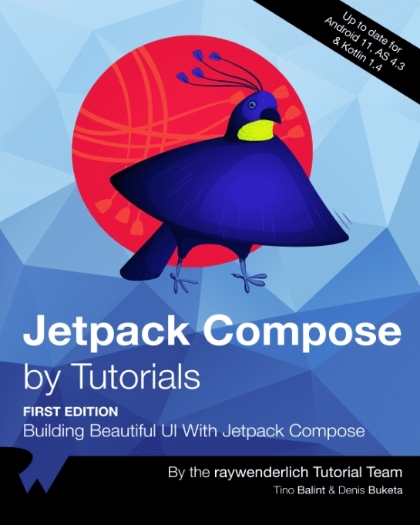 Up to date for
Android 11, AS 4.3
& Kotlin 1.4
Jetpack Compose
by Tutorials
FIRST EDITION
Building Beautiful UI With Jetpack Compose
By the raywenderlich Tutorial Team
Tino Balint & Denis Buketa